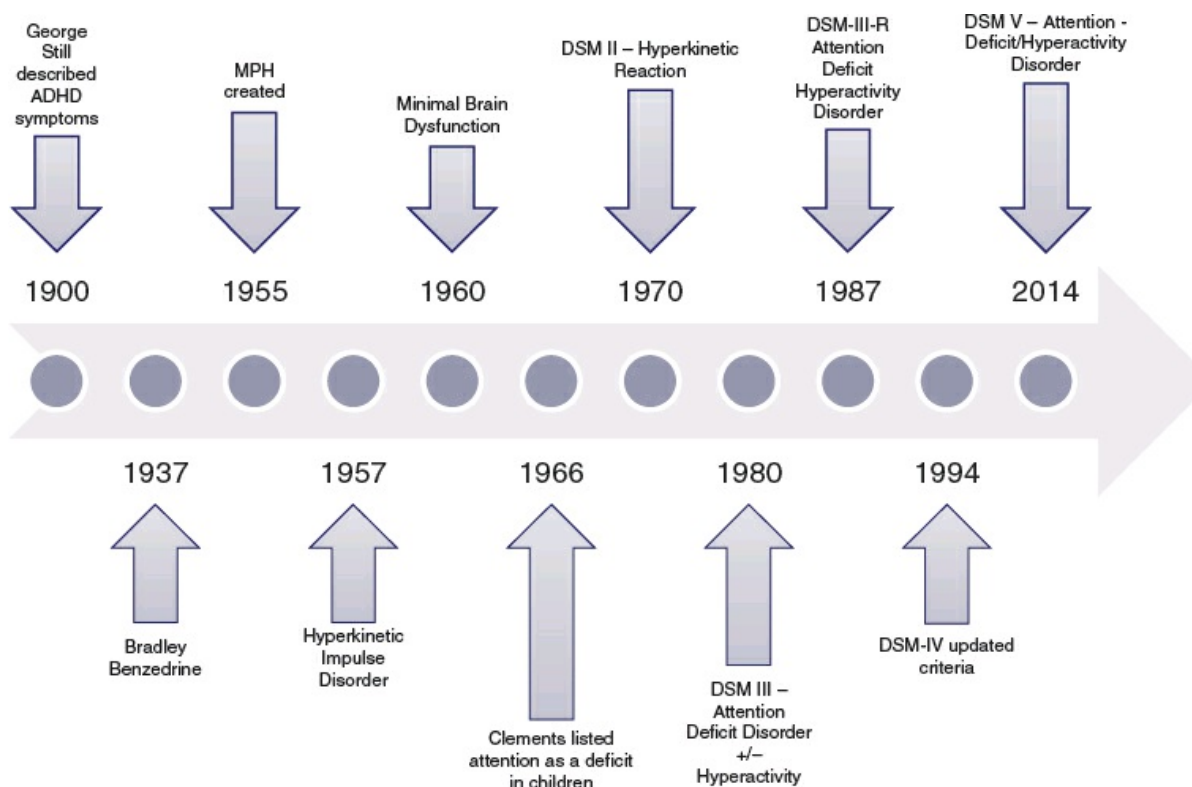 George
Still
described
ADHD
symptoms
MPH
created
Minimal Brain
Dysfunction
DSM II – Hyperkinetic
Reaction
DSM-III-R
Attention
Deficit
Hyperactivity
Disorder
DSM V – Attention -
Deficit/Hyperactivity
Disorder
1900
1955
1960
1970
1987
2014
1937
1957
1966
1980
1994
Bradley
Benzedrine
Hyperkinetic
Impulse
Disorder
Clements listed
attention as a deficit
in children
DSM III –
Attention
Deficit Disorder
+/–
Hyperactivity
DSM-IV updated
criteria